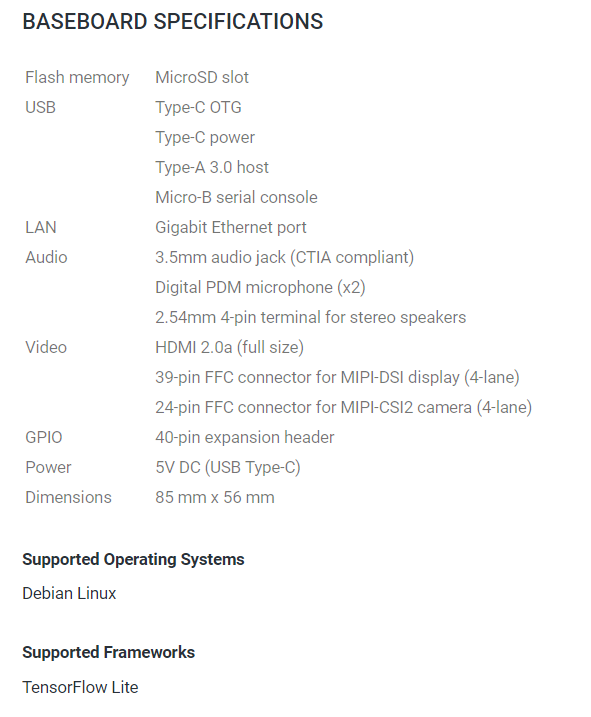 BASEBOARD SPECIFICATIONS
Flash memory MicroSD slot
USB Type-C OTG
Type-C power
Type-A 3.0 host
Micro-B serial console
LAN Gigabit Ethernet port
Audio 3.5mm audio jack (CTIA compliant)
Digital PDM microphone (x2)
2.54mm 4-pin terminal for stereo speakers
Video HDMI 2.0a (full size)
39-pin FFC connector for MIPI-DSI display (4-lane)
24-pin FFC connector for MIPI-CSI2 camera (4-lane)
GPIO 40-pin expansion header
Power 5V DC (USB Type-C)
Dimensions 85 mm x 56 mm
Supported Operating Systems
Debian Linux
Supported Frameworks
TensorFlow Lite